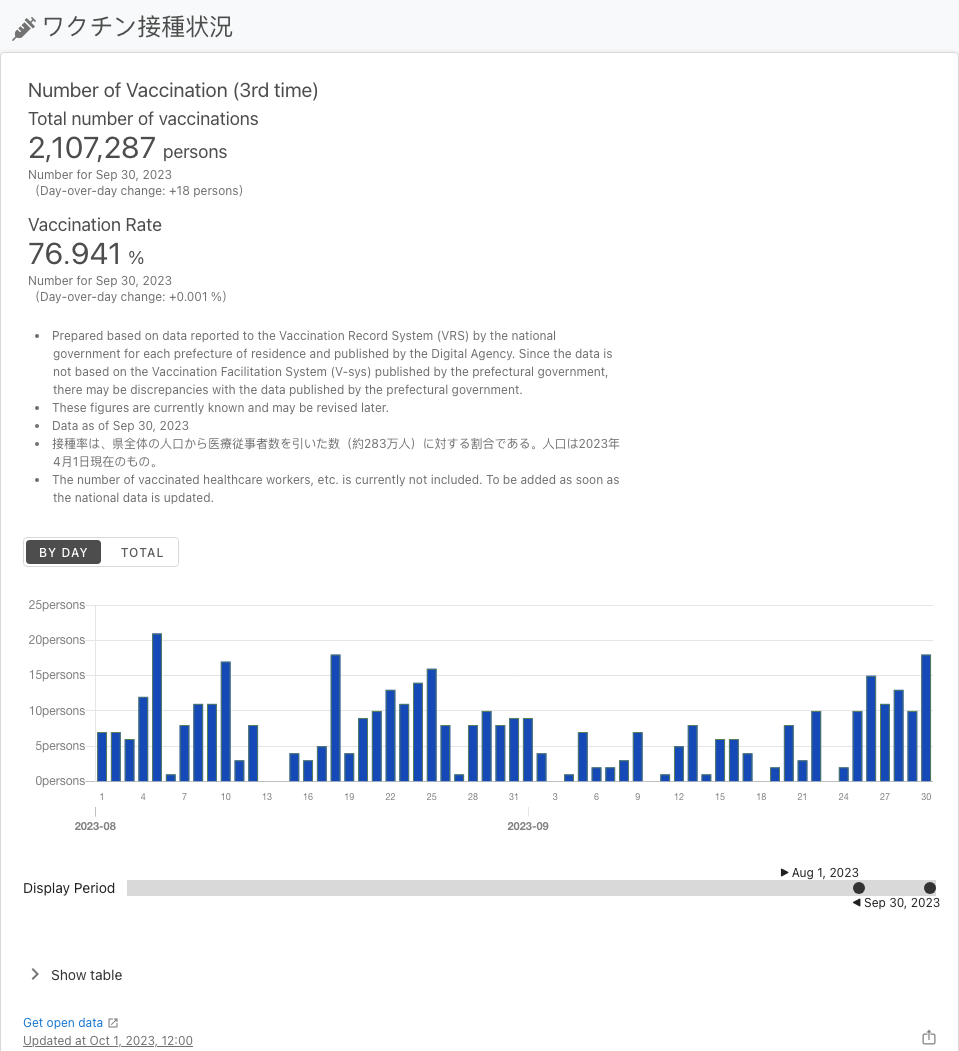 ワクチン接種状況
Number of Vaccination (3rd time)
Total number of vaccinations
2,107,287 persons
Number for Sep 30, 2023
（Day-over-day change: +18 persons)
Vaccination Rate
76.941 %
Number for Sep 30, 2023
（Day-over-day change: +0.001 %)
• Prepared based on data reported to the Vaccination Record System (VRS) by the national
government for each prefecture of residence and published by the Digital Agency. Since the data is
not based on the Vaccination Facilitation System (V-sys) published by the prefectural government,
there may be discrepancies with the data published by the prefectural government.
• These figures are currently known and may be revised later.
• Data as of Sep 30, 2023
• 接種率は、県全体の人口から医療従事者数を引いた数（約283万人）に対する割合である。人口は2023年
4月1日現在のもの。
• The number of vaccinated healthcare workers, etc. is currently not included. To be added as soon as
the national data is updated.
BY DAY TOTAL
25persons
20persons
15persons
10persons
5persons
0persons
1 4 7 10 13 16 19 22 25 28 31 3 6 9 12 15 18 21 24 27 30
2023-08 2023-09
Aug 1, 2023
Display Period
Sep 30, 2023
Show table
Get open data
Updated at Oct 1, 2023, 12:00